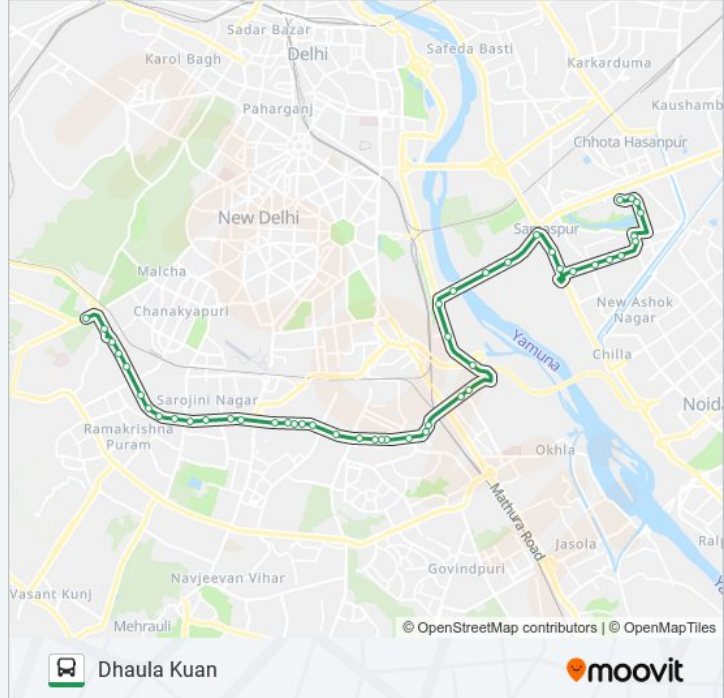 Sadar Bazar
Delhi
Safeda Basti
Karol Bagh
Karkarduma
Kaushamb
Paharganj
Chhota Hasanpur
New Delhi
Malcha
Chanakyapuri
New Ashok
Nagar
Yamuna
Chilla
Sarojini Nagar
Noida
Ramakrishna
Puram
Okhla
Mathura Road
Jasola
Ralp
Govindpuri
Navjeevan Vihar
Vasant Kunj
Mehrauli
© OpenStreetMap contributors | © OpenMapTiles
Dhaula Kuan
moovit